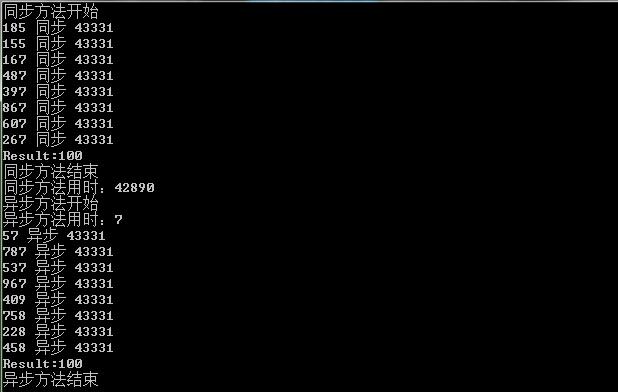 同步方法开始
185 同步 43331
155 同步 43331
167 同步 43331
487 同步 43331
397 同步 43331
867 同步 43331
607 同步 43331
267 同步 43331
Result:100
同步方法结束
同步方法用时：42890
异步方法开始
异步方法用时：7
57 异步 43331
787 异步 43331
537 异步 43331
967 异步 43331
409 异步 43331
758 异步 43331
228 异步 43331
458 异步 43331
Result:100
异步方法结束